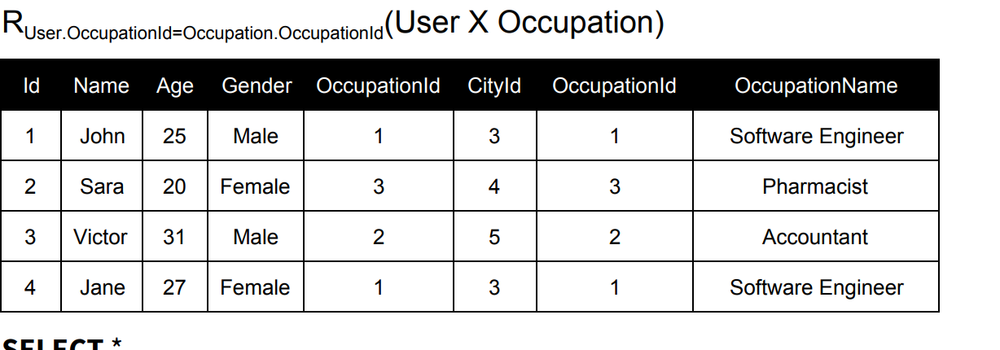 RUser.OccupationId=Occupation.OccupationId(User X Occupation)
Id Name Age Gender OccupationId CityId OccupationId OccupationName
1 John 25 Male 1 3 1 Software Engineer
2 Sara 20 Female 3 4 3 Pharmacist
3 Victor 31 Male 2 5 2 Accountant
4 Jane 27 Female 1 3 1 Software Engineer
SELECT *